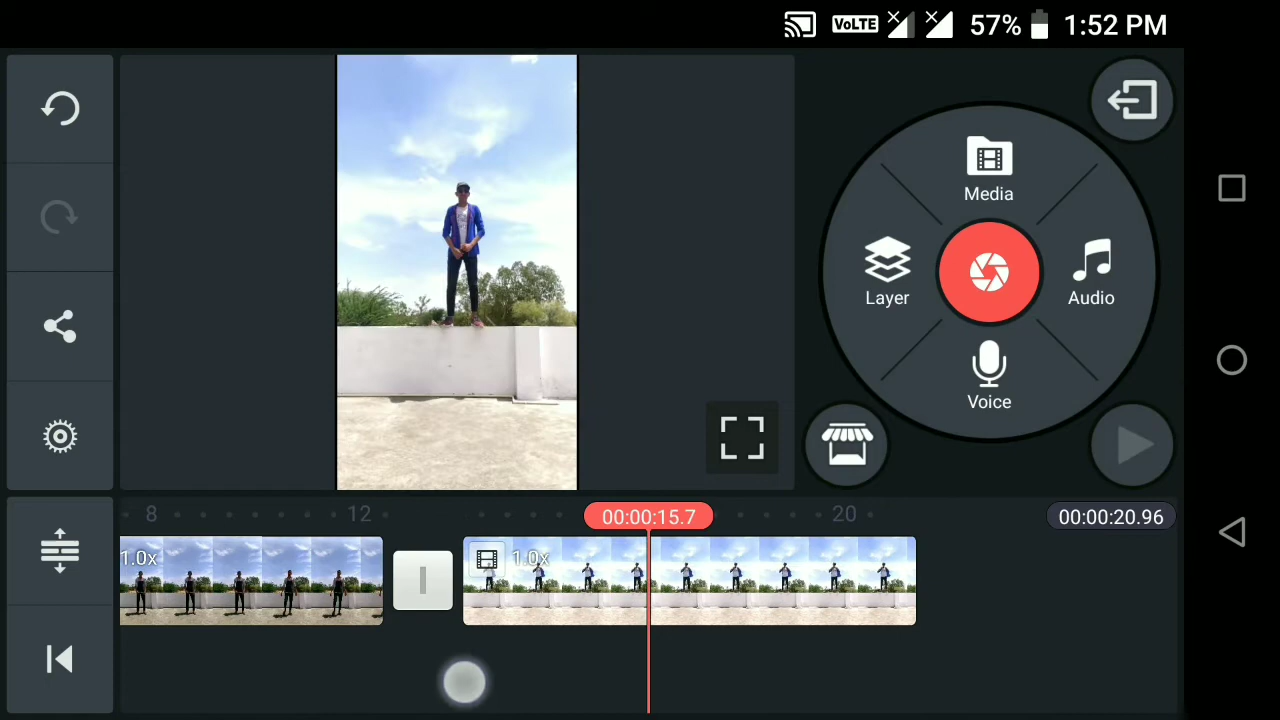 VoLTE 57% 1:52 PM
Media
Layer
Audio
Voice
8 12 00:00:15.7 20 00:00:20.96
1.0x 1.0x